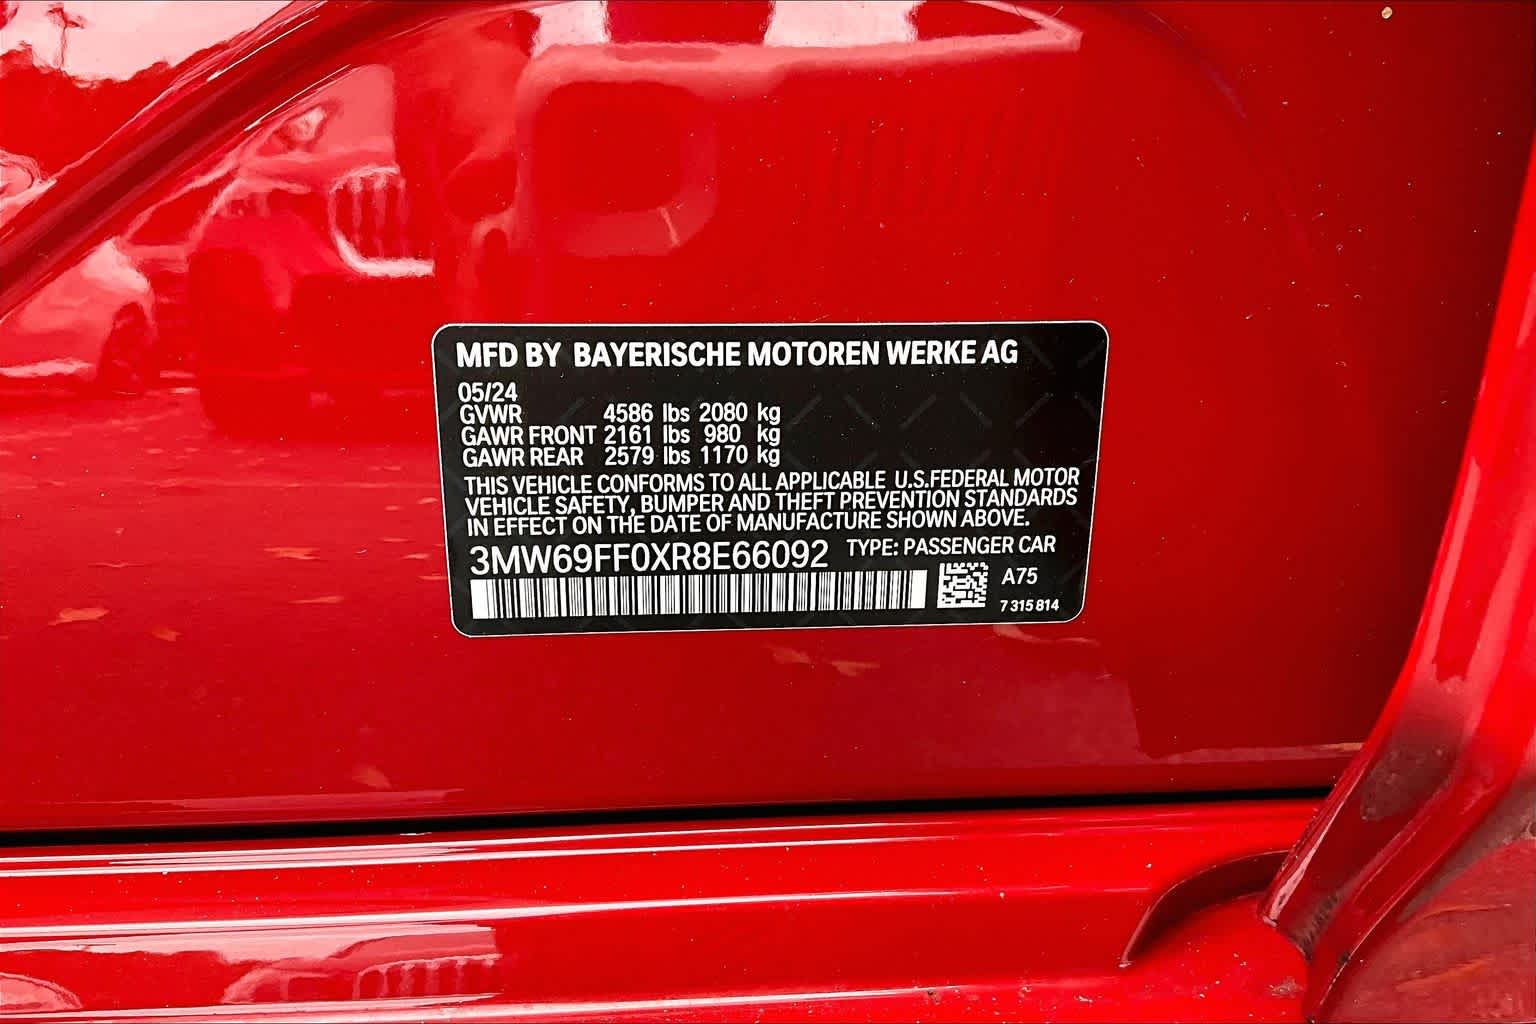 MFD BY BAYERISCHE MOTOREN WERKE AG
05/24
GVWR 4586 lbs 2080 kg
GAWR FRONT 2161 lbs 980 kg
GAWR REAR 2579 lbs 1170 kg
THIS VEHICLE CONFORMS TO ALL APPLICABLE U.S.FEDERAL MOTOR
VEHICLE SAFETY, BUMPER AND THEFT PREVENTION STANDARDS
IN EFFECT ON THE DATE OF MANUFACTURE SHOWN ABOVE.
3MW69FF0XR8E66092 TYPE: PASSENGER CAR
A75
7 315 814